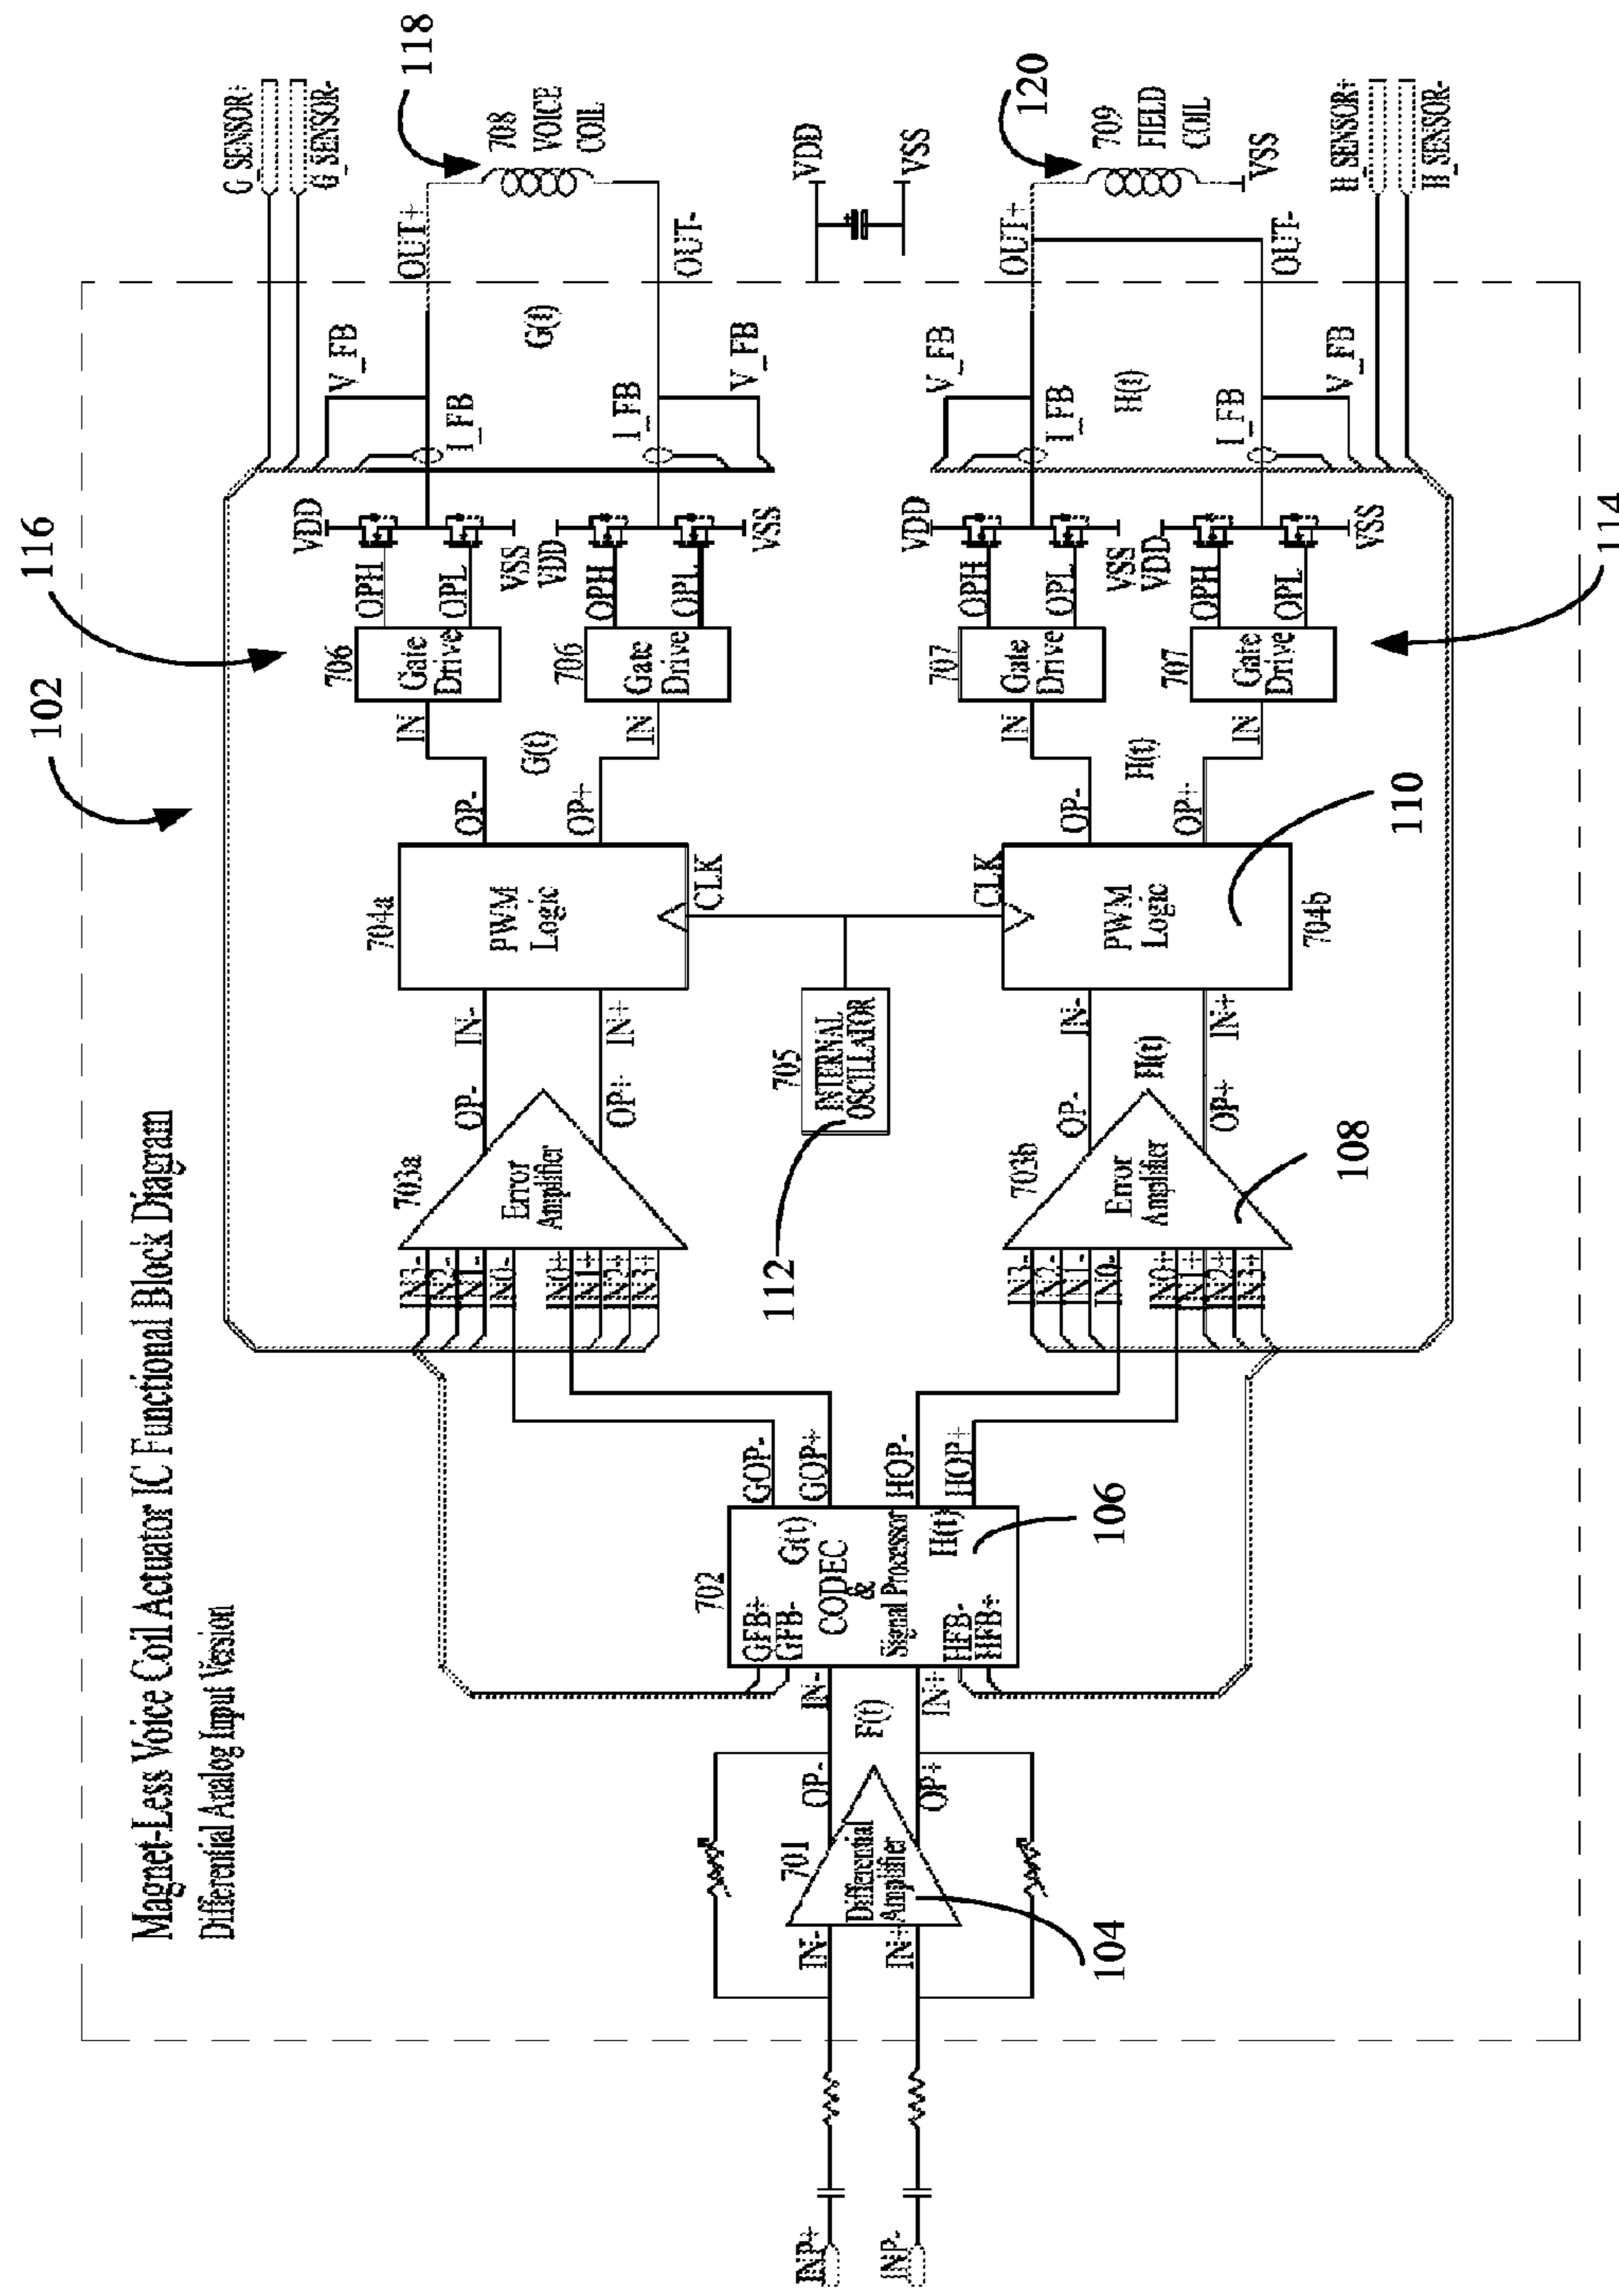 Magnet-Less Voice Coil Actuator IC Functional Block Diagram
Differential Analog Input Version
102
116
118
G_SENSOR+
G_SENSOR-
708
VOICE
COIL
OUT+
OUT-
G(t)
V_FB
I_FB
I_FB
V_FB
VDD
VSS
VDD
VSS
OPH
OPL
OPH
OPL
706
Gate
Drive
706
Gate
Drive
IN
IN
G(t)
OP-
OP+
704a
PWM
Logic
CLK
IN-
IN+
OP-
OP+
703a
Error
Amplifier
IN3-
IN2-
IN1-
IN0-
IN0+
IN1+
IN2+
IN3+
VDD
VSS
705
INTERNAL
OSCILLATOR
112
INP+
INP-
IN-
IN+
701
Differential
Amplifier
104
OP-
OP+
F(t)
IN-
IN+
702
GFB+
GFB-
G(t)
CODEC
&
Signal Processor
H(t)
HFB-
HFB+
106
GOP-
GOP+
HOP-
HOP+
IN3-
IN2-
IN1-
IN0-
IN0+
IN1+
IN2+
IN3+
703b
Error
Amplifier
108
H(t)
OP-
OP+
IN-
IN+
CLK
PWM
Logic
704b
110
OP-
OP+
H(t)
IN
IN
707
Gate
Drive
707
Gate
Drive
114
OPH
OPL
OPH
OPL
VDD
VSS
VDD
VSS
V_FB
I_FB
H(t)
I_FB
V_FB
OUT+
OUT-
120
709
FIELD
COIL
VSS
H_SENSOR+
H_SENSOR-